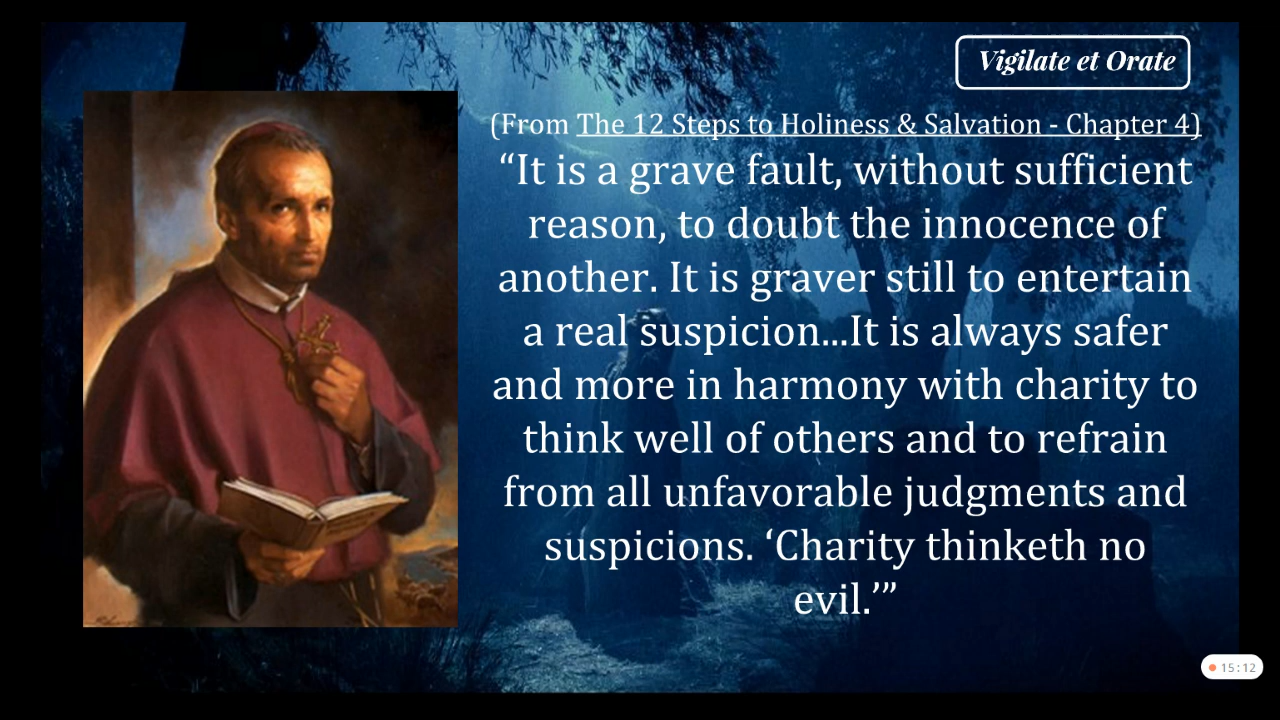 Vigilate et Orate
(From The 12 Steps to Holiness & Salvation - Chapter 4)
“It is a grave fault, without sufficient
reason, to doubt the innocence of
another. It is graver still to entertain
a real suspicion...It is always safer
and more in harmony with charity to
think well of others and to refrain
from all unfavorable judgments and
suspicions. ‘Charity thinketh no
evil.’”
15:12